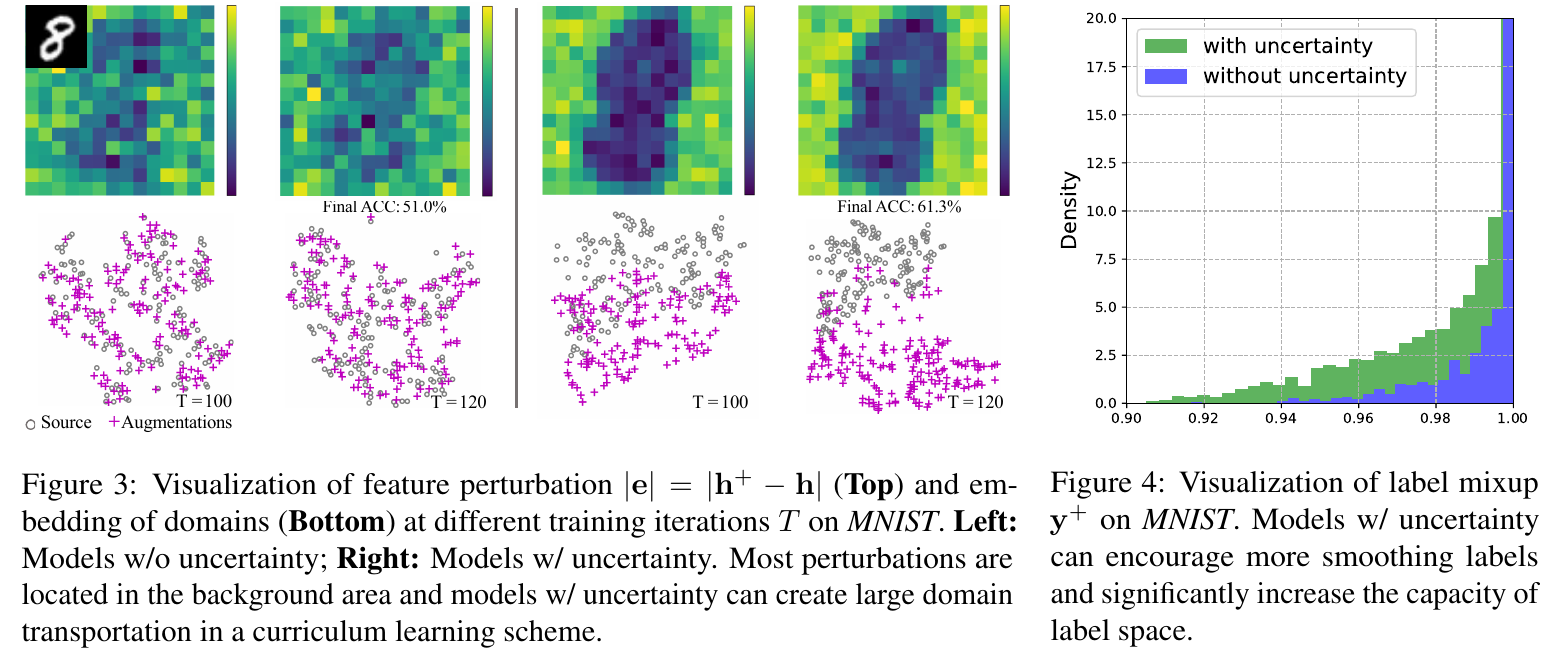 Final ACC: 51.0%
Final ACC: 61.3%
T = 100
T = 120
T = 100
T = 120
○ Source +Augmentations
20.0
17.5
15.0
12.5
10.0
7.5
5.0
2.5
0.0
Density
with uncertainty
without uncertainty
0.90 0.92 0.94 0.96 0.98 1.00
Figure 3: Visualization of feature perturbation |e| = |h⁺ − h| (Top) and em-
bedding of domains (Bottom) at different training iterations T on MNIST. Left:
Models w/o uncertainty; Right: Models w/ uncertainty. Most perturbations are
located in the background area and models w/ uncertainty can create large domain
transportation in a curriculum learning scheme.
Figure 4: Visualization of label mixup
y⁺ on MNIST. Models w/ uncertainty
can encourage more smoothing labels
and significantly increase the capacity of
label space.